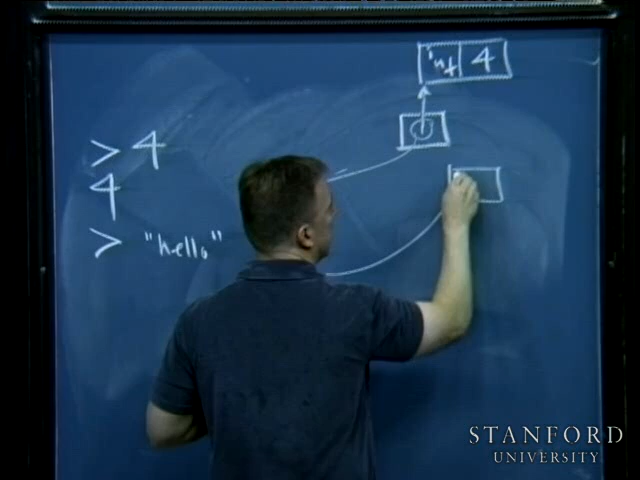 int 4
> 4
4
> "hello"
STANFORD
UNIVERSITY